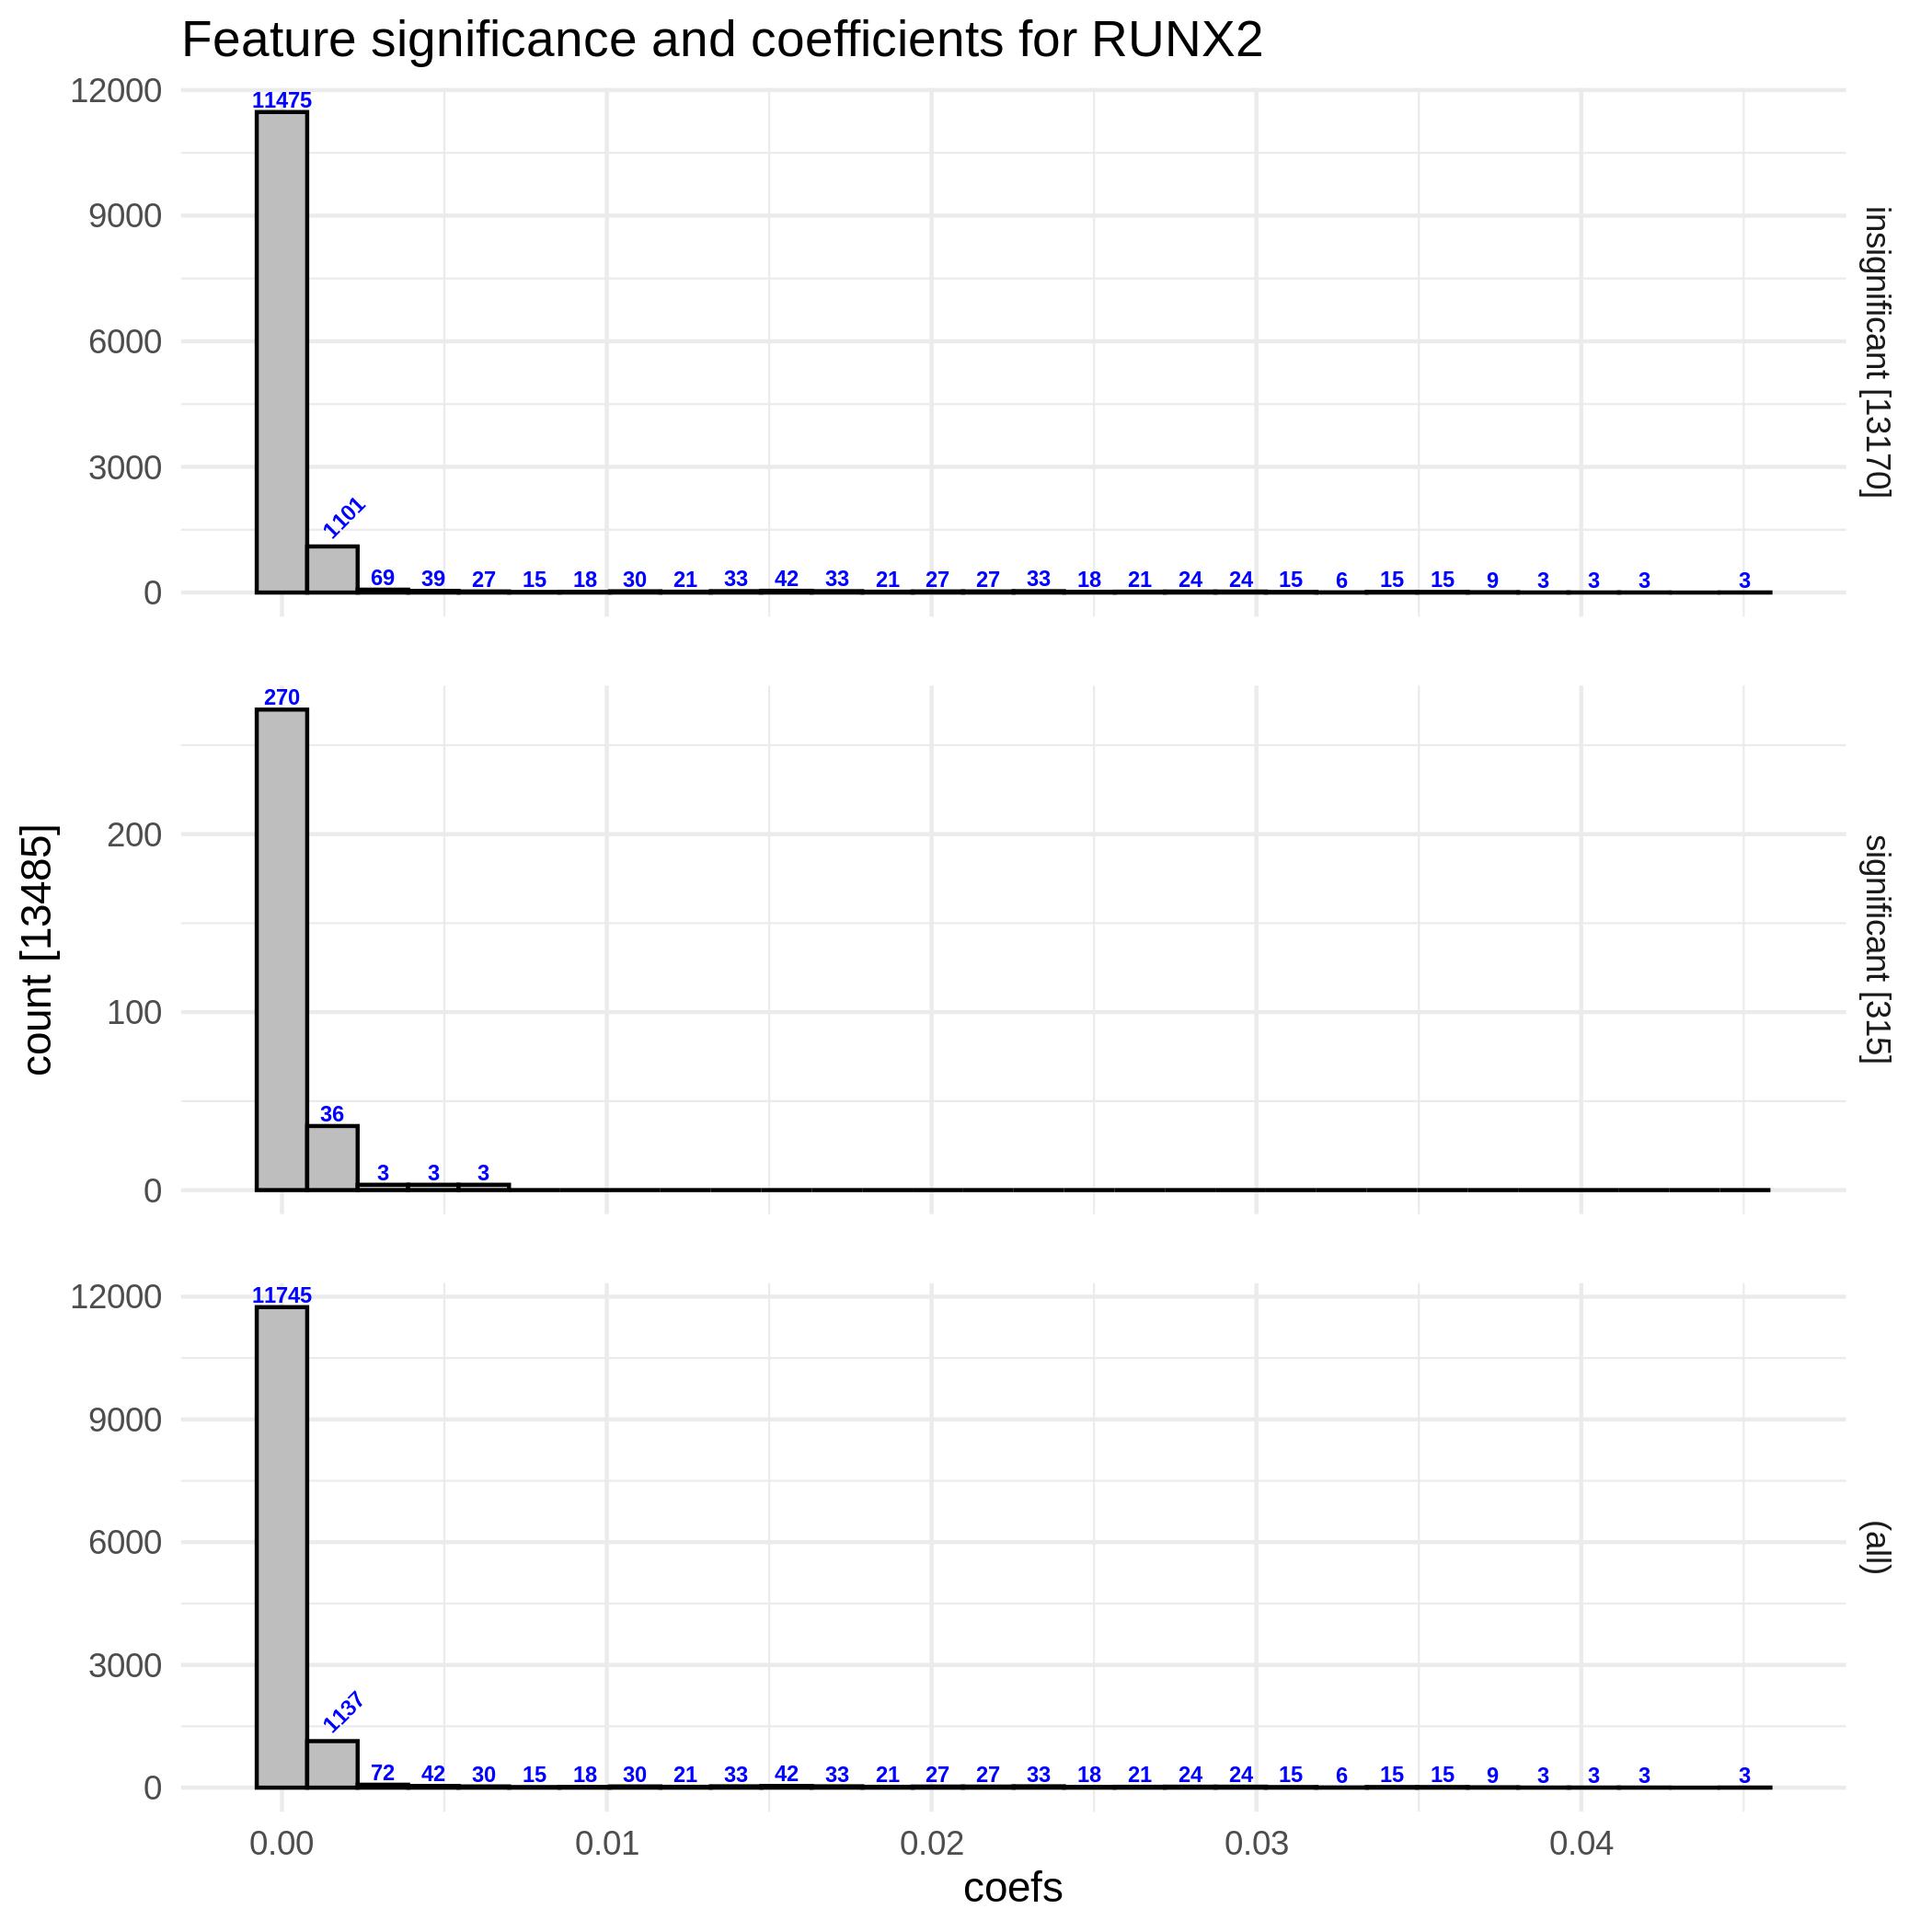 Feature significance and coefficients for RUNX2
12000
9000
6000
3000
0
11475
1101
69 39 27 15 18 30 21 33 42 33 21 27 27 33 18 21 24 24 15 6 15 15 9 3 3 3 3
insignificant [13170]
count [13485]
200
100
0
270
36
3 3 3
significant [315]
12000
9000
6000
3000
0
11745
1137
72 42 30 15 18 30 21 33 42 33 21 27 27 33 18 21 24 24 15 6 15 15 9 3 3 3 3
(all)
0.00 0.01 0.02 0.03 0.04
coefs